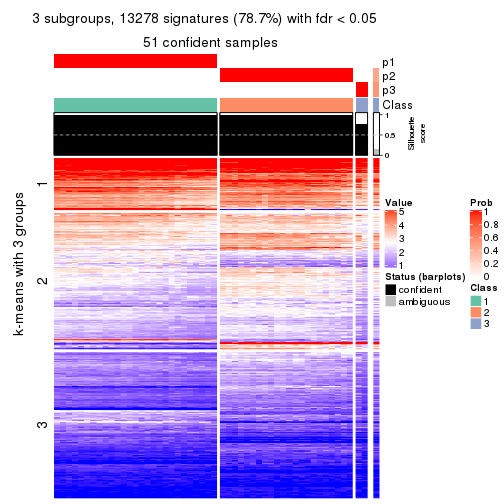 3 subgroups, 13278 signatures (78.7%) with fdr < 0.05
51 confident samples
p1
p2
p3
Class
1
0.5
0
Silhouette
score
k-means with 3 groups
1
2
3
Value
5
4
3
2
1
Status (barplots)
confident
ambiguous
Prob
1
0.8
0.6
0.4
0.2
0
Class
1
2
3